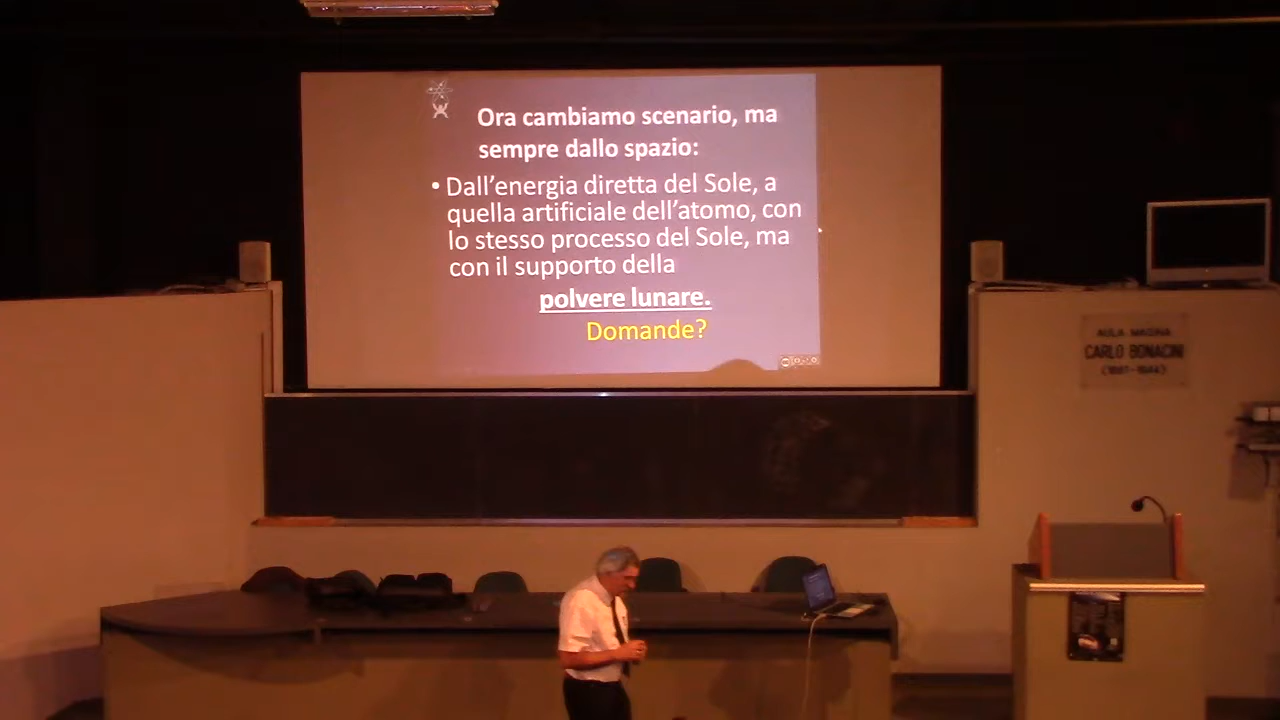 Ora cambiamo scenario, ma
sempre dallo spazio:
• Dall'energia diretta del Sole, a
quella artificiale dell'atomo, con
lo stesso processo del Sole, ma
con il supporto della
polvere lunare.
Domande?
AULA MAGNA
CARLO BONACINI